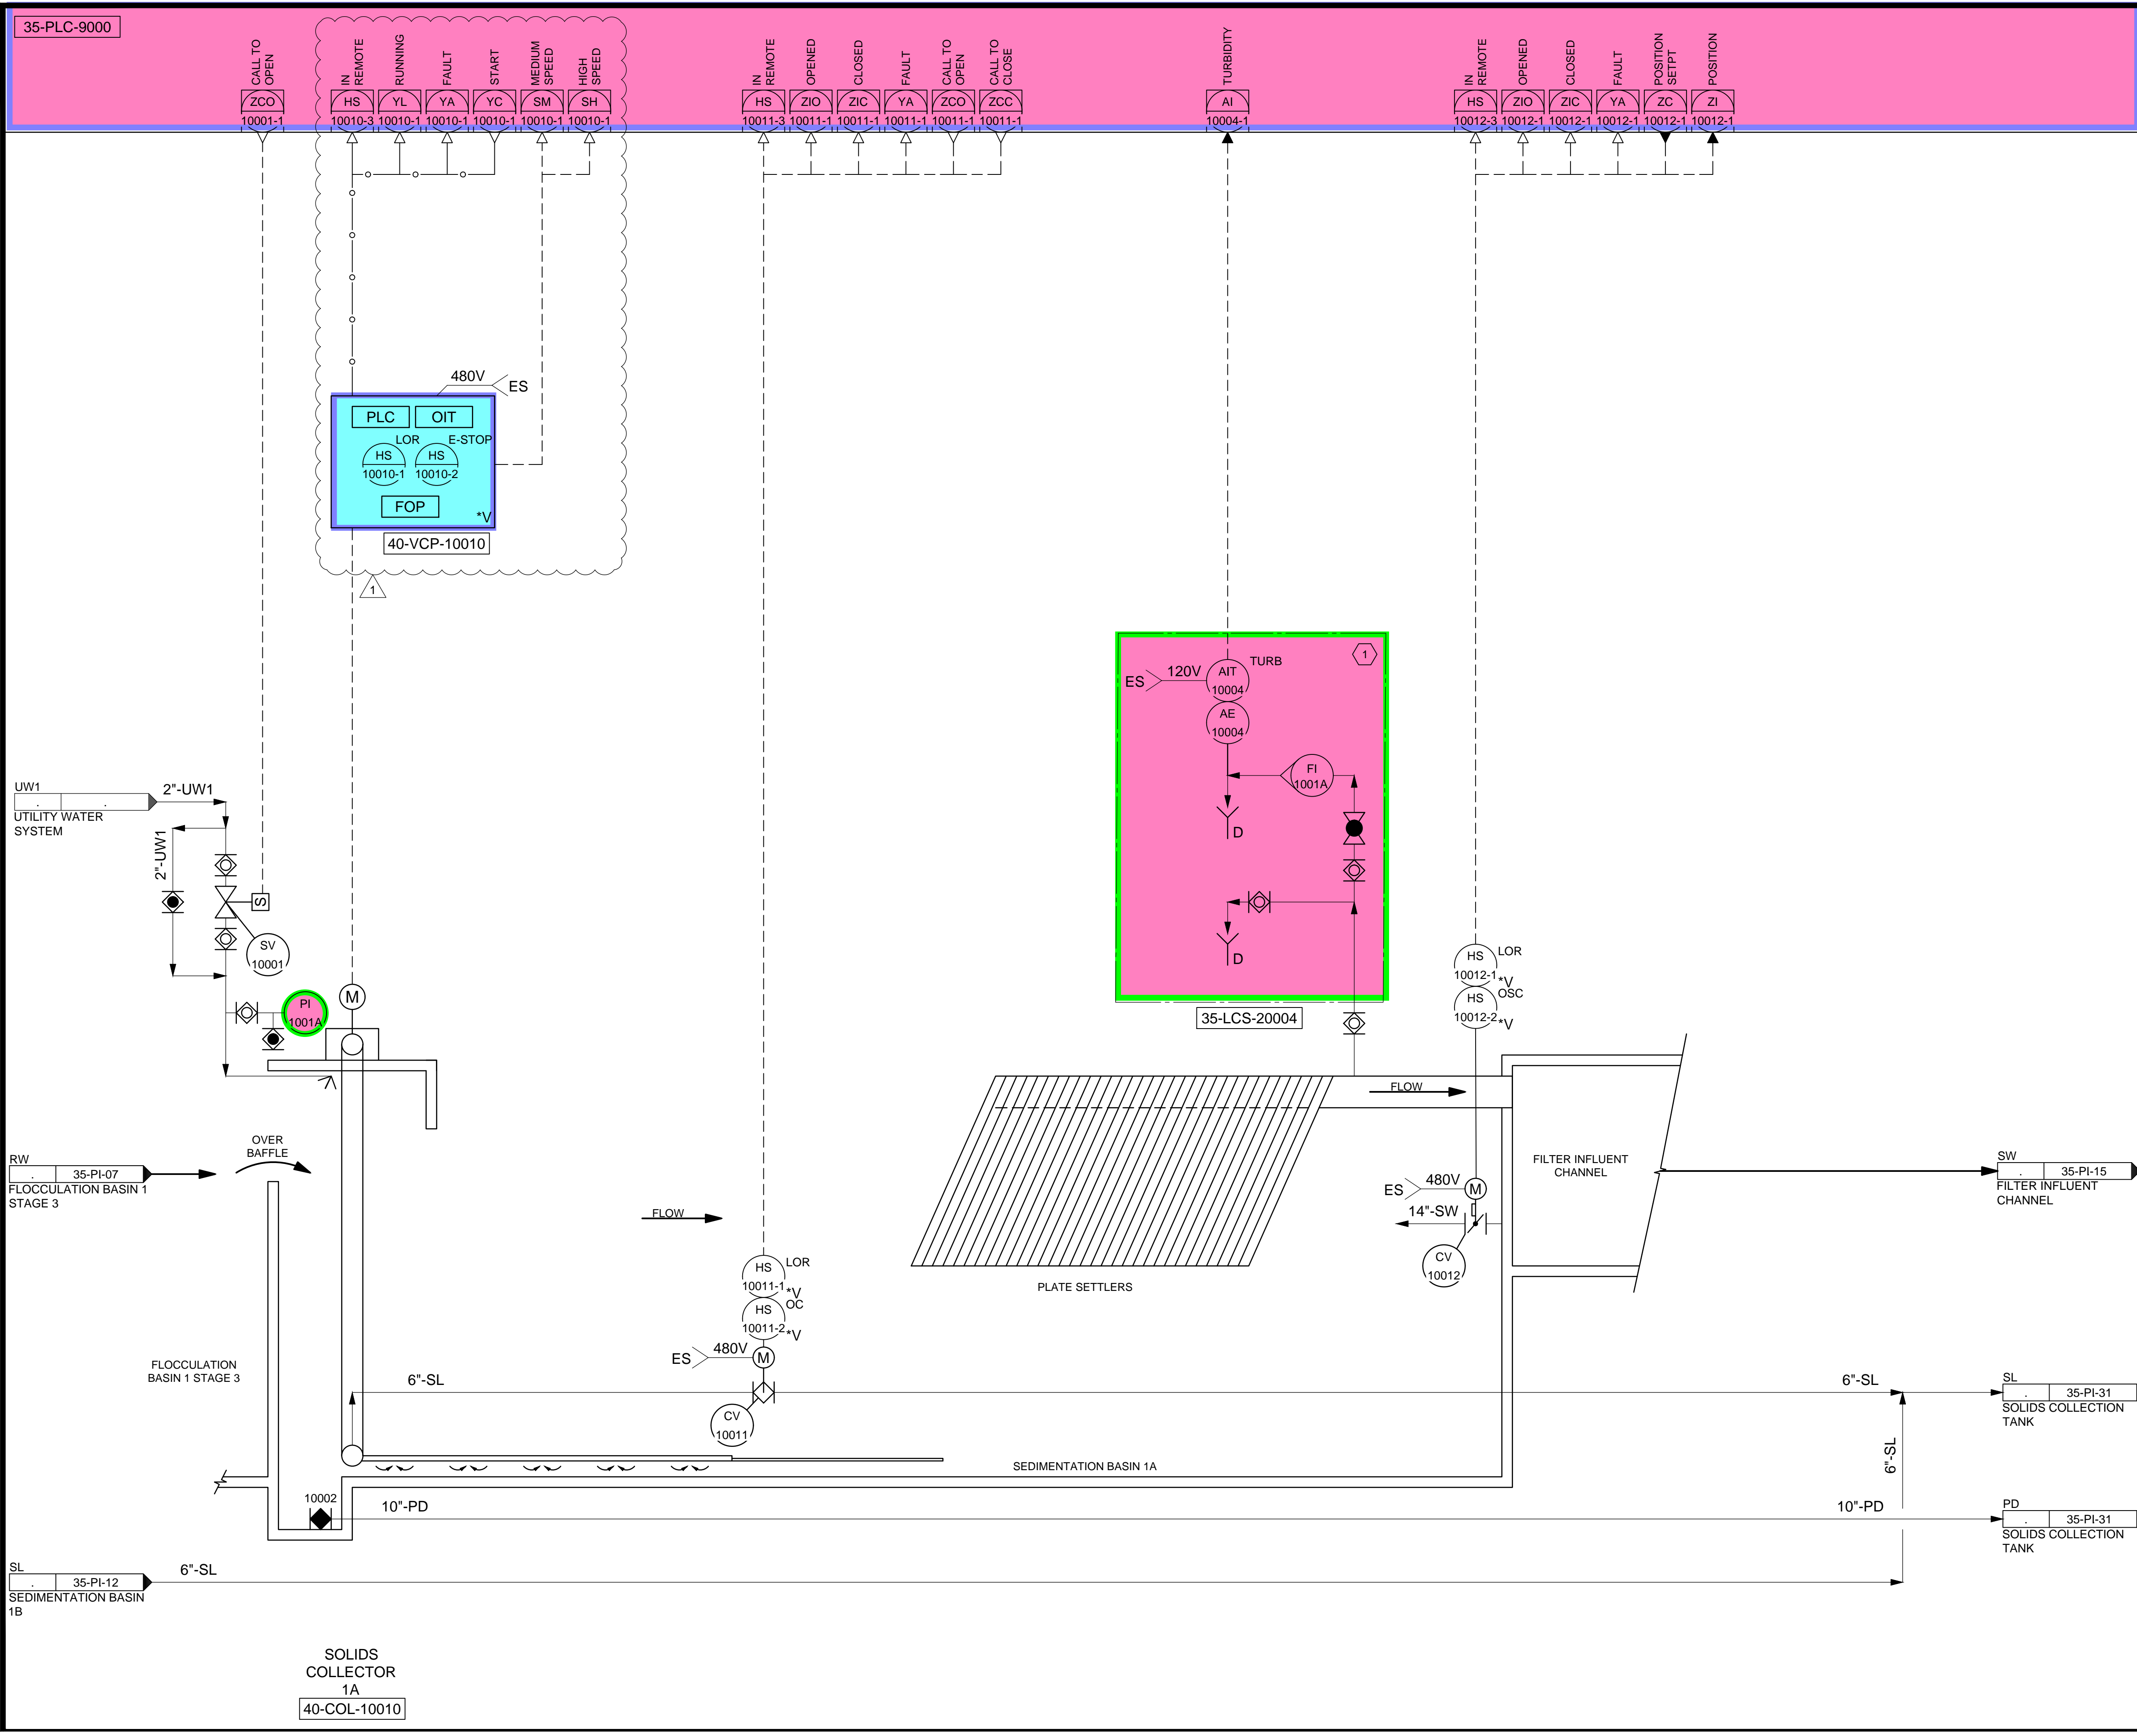 35-PLC-9000
CALL TO
OPEN
IN
REMOTE
RUNNING
FAULT
START
MEDIUM
SPEED
HIGH
SPEED
IN
REMOTE
OPENED
CLOSED
FAULT
CALL TO
OPEN
CALL TO
CLOSE
TURBIDITY
IN
REMOTE
OPENED
CLOSED
FAULT
POSITION
SETPT
POSITION
ZCO
HS
YL
YA
YC
SM
SH
HS
ZIO
ZIC
YA
ZCO
ZCC
AI
HS
ZIO
ZIC
YA
ZC
ZI
10001-1
10010-3
10010-1
10010-1
10010-1
10010-1
10010-1
10011-3
10011-1
10011-1
10011-1
10011-1
10011-1
10004-1
10012-3
10012-1
10012-1
10012-1
10012-1
10012-1
480V
ES
PLC
OIT
LOR
E-STOP
HS
10010-1
HS
10010-2
FOP
*V
40-VCP-10010
1
1
ES
120V
AIT
10004
TURB
AE
10004
FI
1001A
D
D
35-LCS-20004
UW1
. .
UTILITY WATER
SYSTEM
2"-UW1
2"-UW1
S
SV
10001
PI
1001A
M
HS
10012-1
LOR
*V
HS
10012-2
OSC
*V
FLOW
OVER
BAFFLE
RW
. 35-PI-07
FLOCCULATION BASIN 1
STAGE 3
FLOW
FILTER INFLUENT
CHANNEL
SW
. 35-PI-15
FILTER INFLUENT
CHANNEL
ES
480V
M
14"-SW
CV
10012
HS
10011-1
LOR
*V
HS
10011-2
OC
*V
PLATE SETTLERS
ES
480V
M
FLOCCULATION
BASIN 1 STAGE 3
6"-SL
CV
10011
6"-SL
SL
. 35-PI-31
SOLIDS COLLECTION
TANK
6"-SL
SEDIMENTATION BASIN 1A
10002
10"-PD
10"-PD
PD
. 35-PI-31
SOLIDS COLLECTION
TANK
SL
. 35-PI-12
SEDIMENTATION BASIN
1B
6"-SL
SOLIDS
COLLECTOR
1A
40-COL-10010